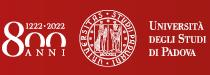 1222·2022
800
ANNI
UNIVERSITÀ
DEGLI STUDI
DI PADOVA